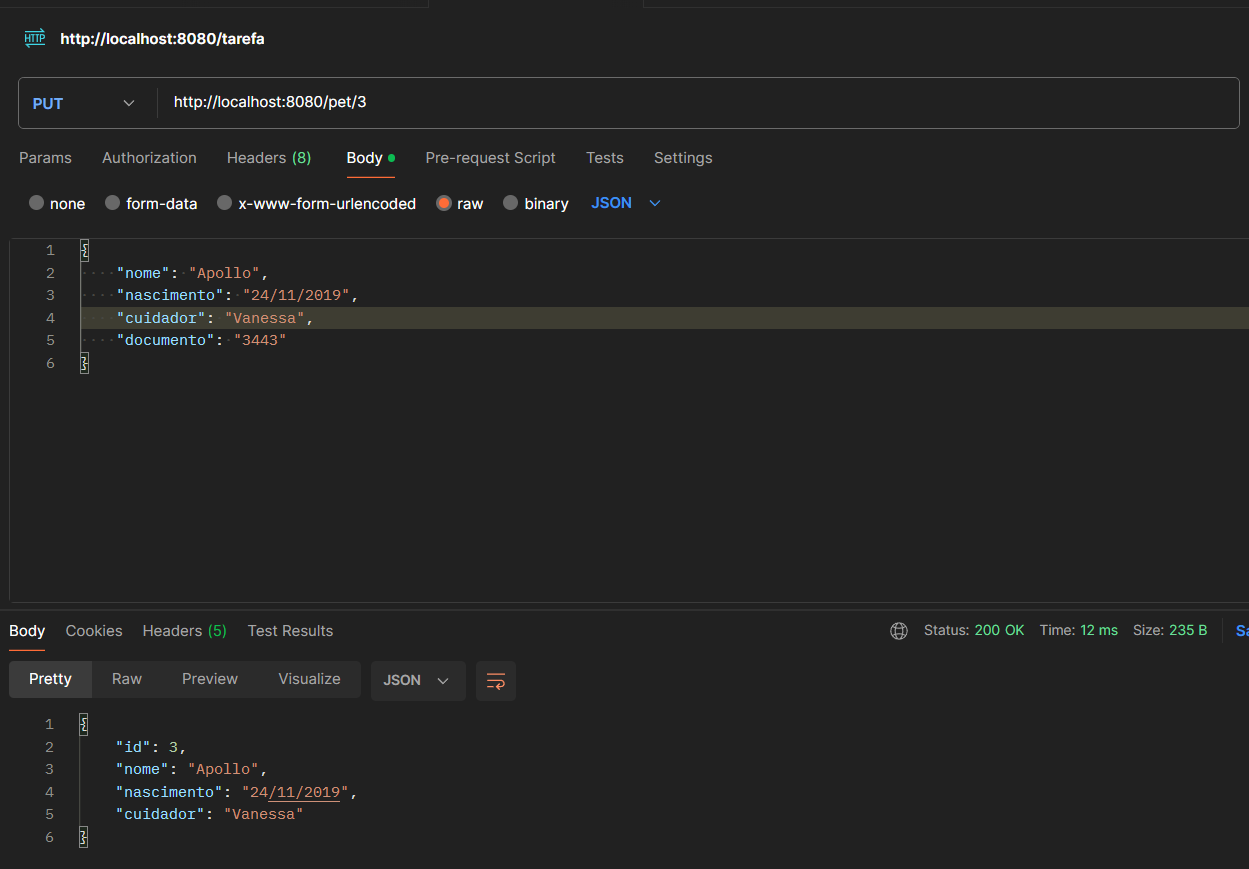 HTTP http://localhost:8080/tarefa
PUT http://localhost:8080/pet/3
Params Authorization Headers (8) Body Pre-request Script Tests Settings
none form-data x-www-form-urlencoded raw binary JSON
1 {
2 "nome": "Apollo",
3 "nascimento": "24/11/2019",
4 "cuidador": "Vanessa",
5 "documento": "3443"
6 }
Body Cookies Headers (5) Test Results Status: 200 OK Time: 12 ms Size: 235 B Sa
Pretty Raw Preview Visualize JSON
1 {
2 "id": 3,
3 "nome": "Apollo",
4 "nascimento": "24/11/2019",
5 "cuidador": "Vanessa"
6 }